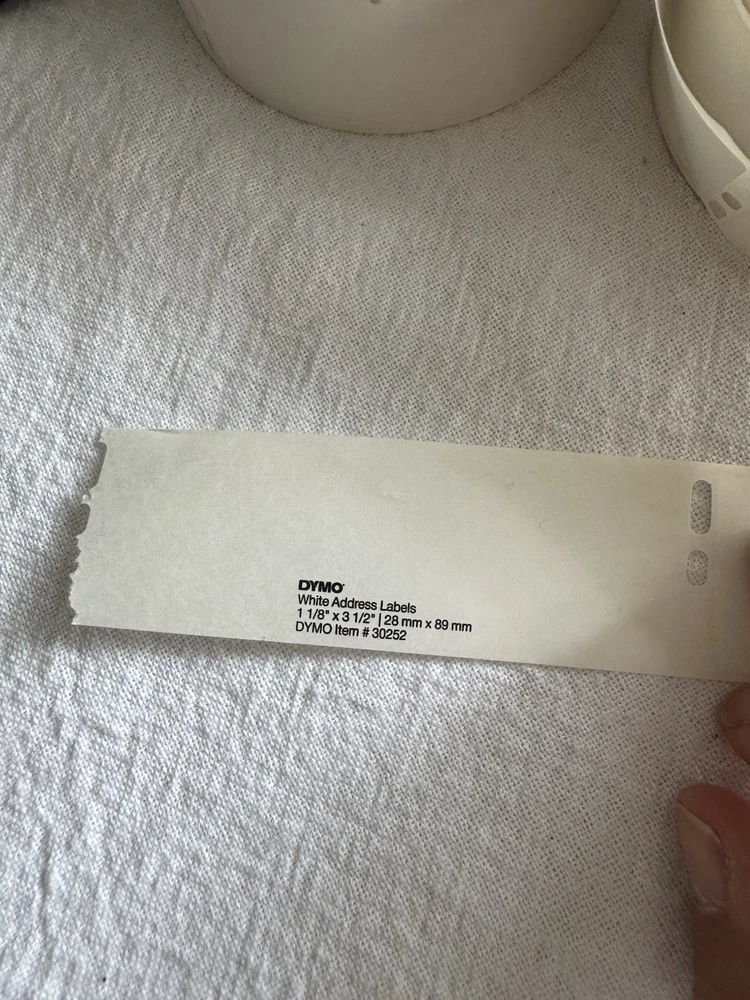 DYMO
White Address Labels
1 1/8" x 3 1/2" | 28 mm x 89 mm
DYMO Item # 30252